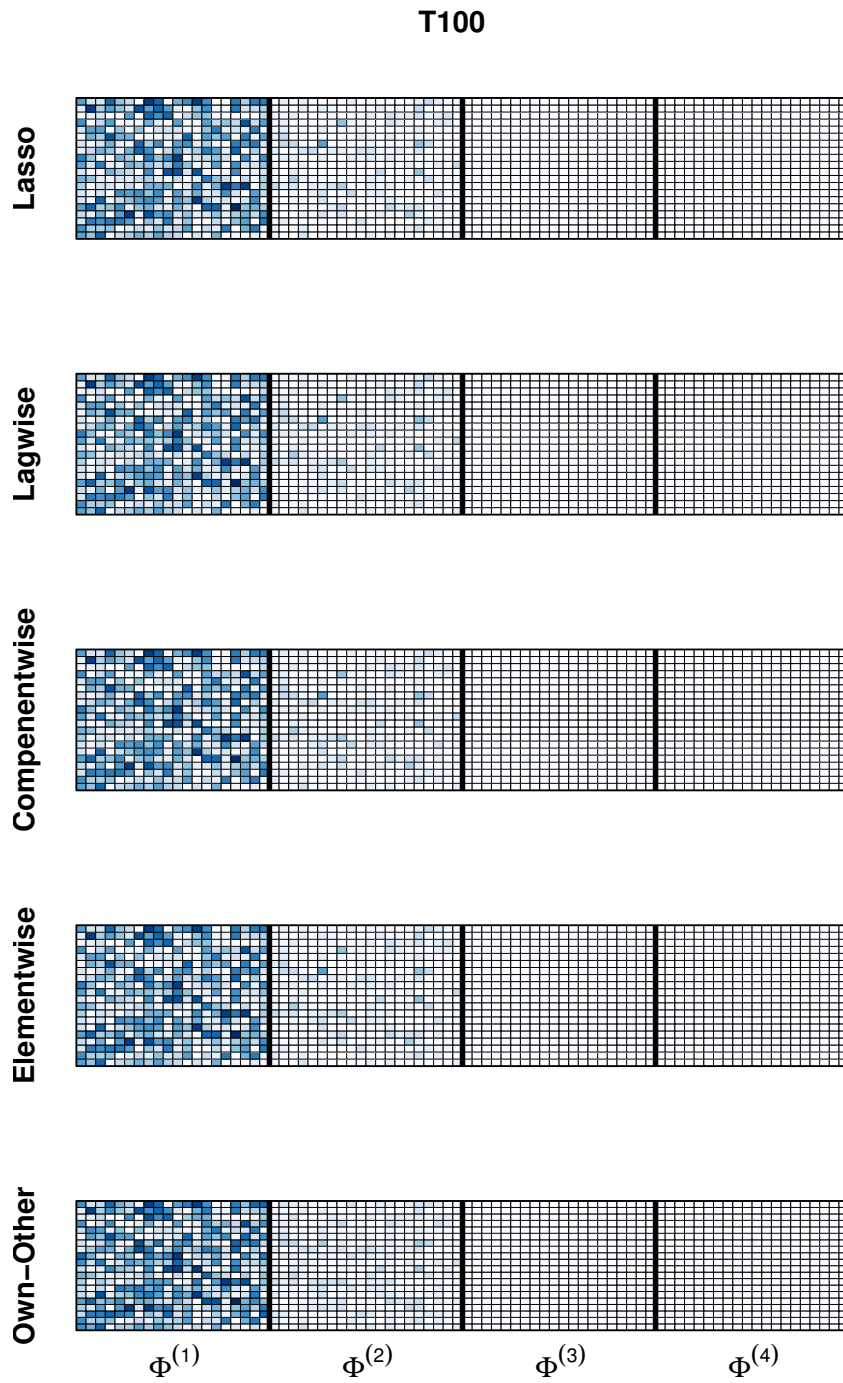 T100
Lasso
Lagwise
Compenentwise
Elementwise
Own−Other
Φ(1) Φ(2) Φ(3) Φ(4)